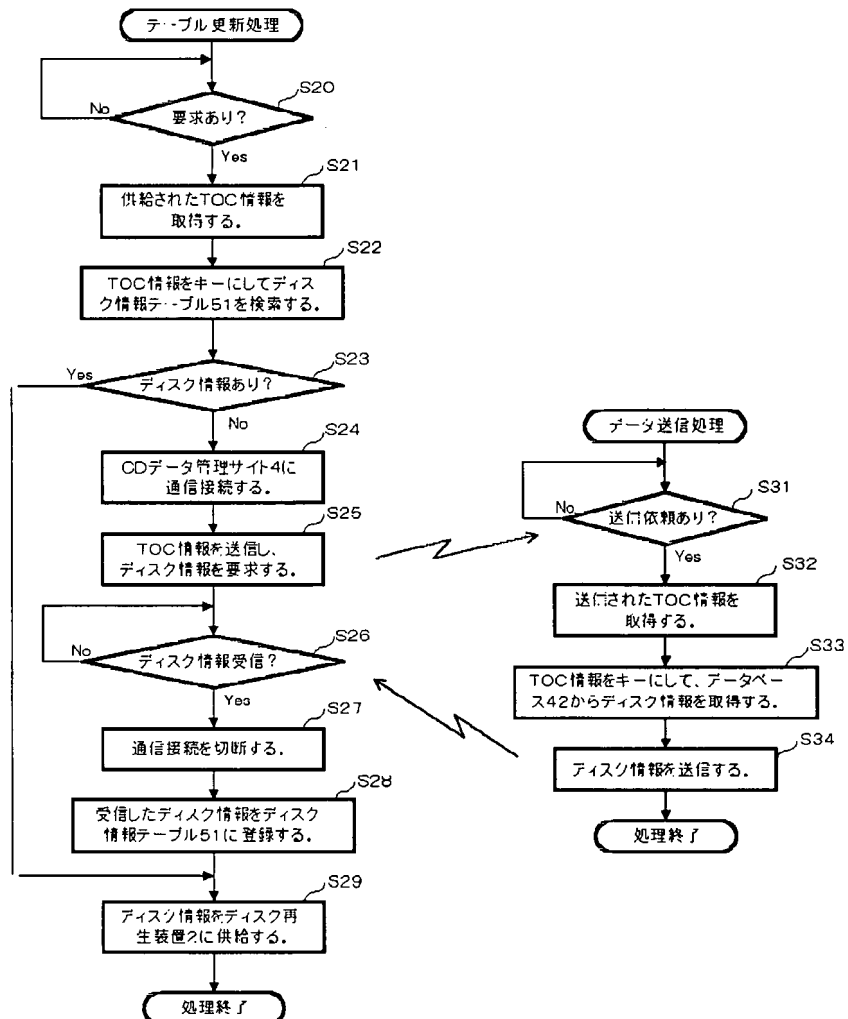 テーブル更新処理
S20
要求あり?
No
Yes
S21
供給されたTOC情報を
取得する。
S22
TOC情報をキーにしてディス
ク情報テーブル51を検索する。
S23
Yes
ディスク情報あり?
No
S24
CDデータ管理サイト4に
通信接続する。
S25
TOC情報を送信し、
ディスク情報を要求する。
S26
No
ディスク情報受信?
Yes
S27
通信接続を切断する。
S28
受信したディスク情報をディスク
情報テーブル51に登録する。
S29
ディスク情報をディスク再
生装置2に供給する。
処理終了
データ送信処理
S31
No
送信依頼あり?
Yes
S32
送信されたTOC情報を
取得する。
S33
TOC情報をキーにして、データベー
ス42からディスク情報を取得する。
S34
ディスク情報を送信する。
処理終了